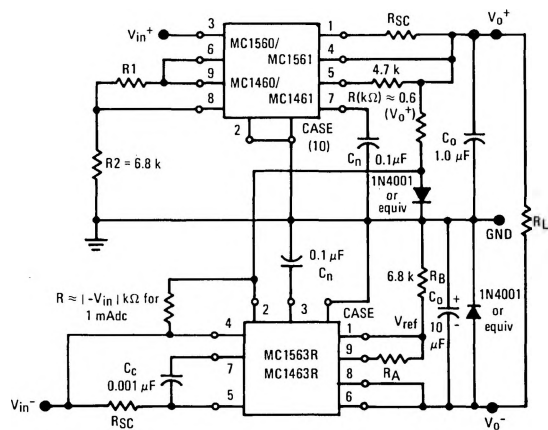 Vin+
3
1
RSC
Vo+
MC1560/
MC1561
6
4
R1
9
MC1460/
MC1461
5
4.7 k
8
7
R(kΩ) ≈ 0.6
(Vo+)
2
CASE
(10)
Co
1.0 μF
R2 = 6.8 k
Cn
0.1μF
1N4001
or
equiv
RL
GND
0.1 μF
Cn
6.8 k
RB
Co
+
10
-
μF
1N4001
or
equiv
R ≈ |-Vin| kΩ for
1 mAdc
2
3
CASE
4
1
Vref
MC1563R
MC1463R
7
9
RA
Cc
0.001 μF
8
5
6
Vin-
RSC
Vo-